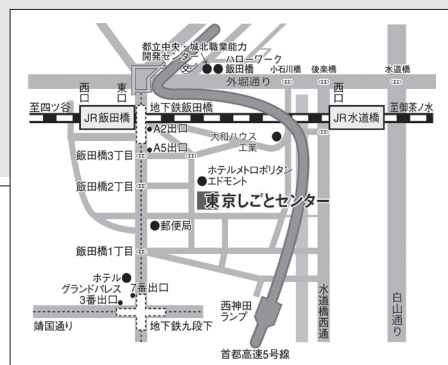 都立中央・城北職業能力
開発センター
ハローワーク
飯田橋
小石川橋
後楽橋
水道橋
外堀通り
西口
東口
西口
至四ツ谷
JR飯田橋
地下鉄飯田橋
JR水道橋
至御茶ノ水
A2出口
A5出口
大和ハウス
工業
飯田橋3丁目
ホテルメトロポリタン
エドモント
飯田橋2丁目
東京しごとセンター
郵便局
飯田橋1丁目
ホテル
グランドパレス
7番出口
3番出口
西神田
ランプ
水道橋西通
白山通り
靖国通り
地下鉄九段下
首都高速5号線